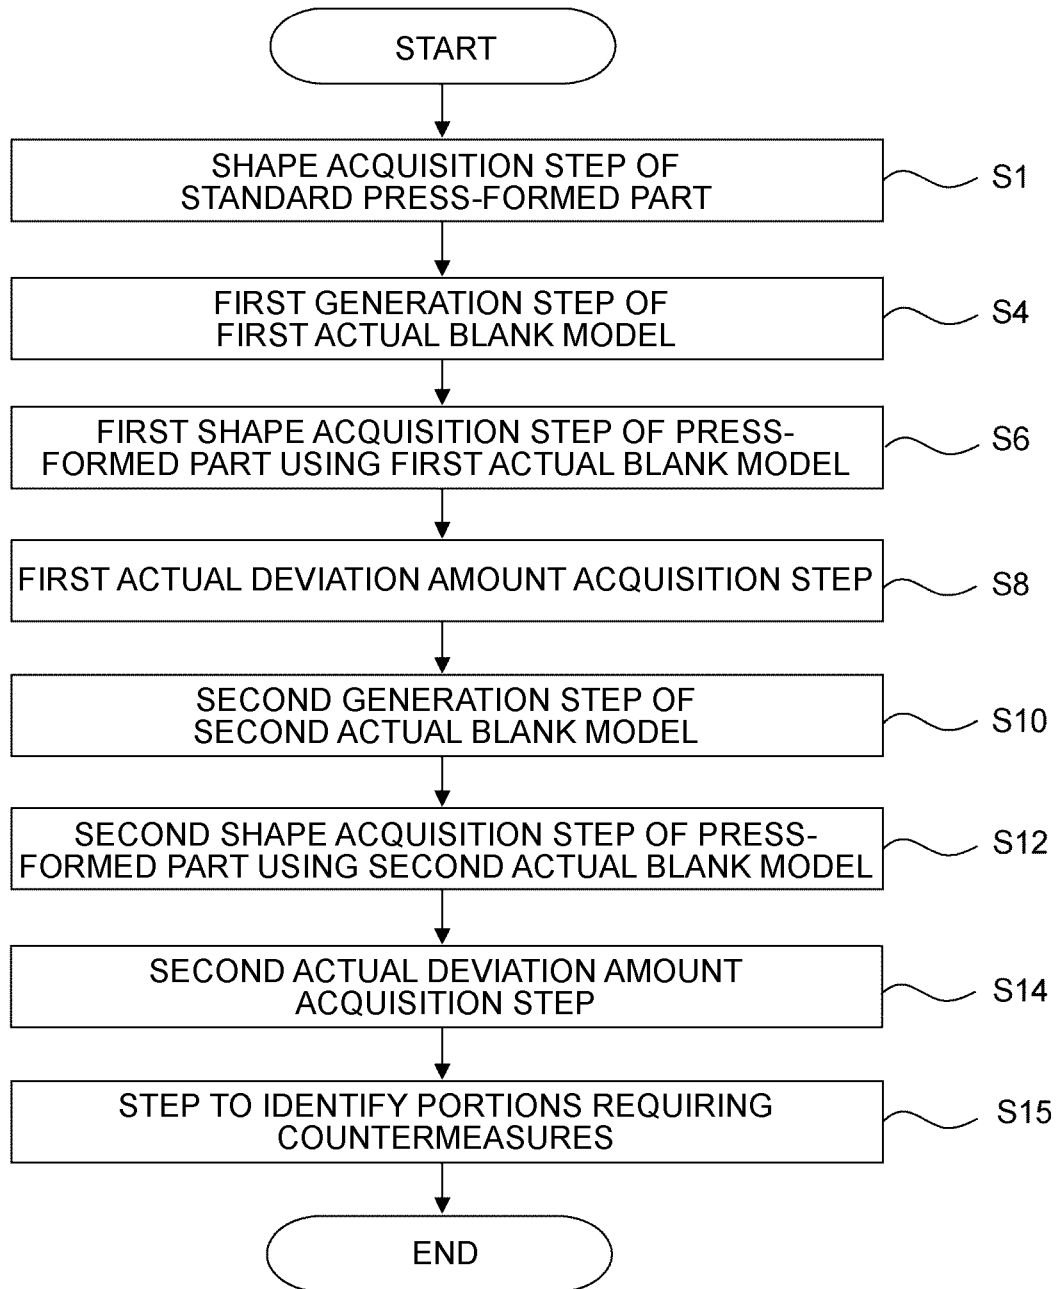 START
SHAPE ACQUISITION STEP OF
STANDARD PRESS-FORMED PART
S1
FIRST GENERATION STEP OF
FIRST ACTUAL BLANK MODEL
S4
FIRST SHAPE ACQUISITION STEP OF PRESS-
FORMED PART USING FIRST ACTUAL BLANK MODEL
S6
FIRST ACTUAL DEVIATION AMOUNT ACQUISITION STEP
S8
SECOND GENERATION STEP OF
SECOND ACTUAL BLANK MODEL
S10
SECOND SHAPE ACQUISITION STEP OF PRESS-
FORMED PART USING SECOND ACTUAL BLANK MODEL
S12
SECOND ACTUAL DEVIATION AMOUNT
ACQUISITION STEP
S14
STEP TO IDENTIFY PORTIONS REQUIRING
COUNTERMEASURES
S15
END